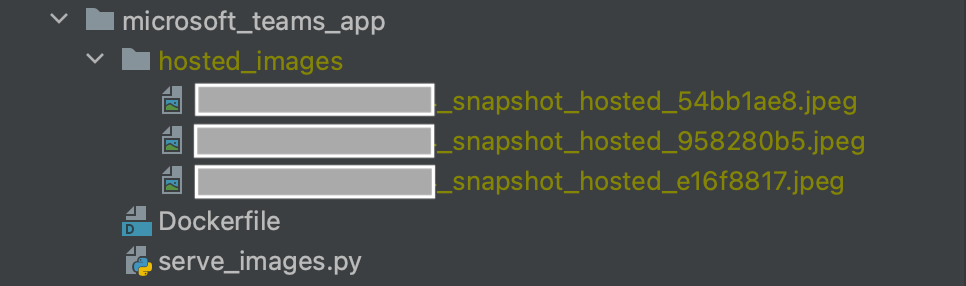 microsoft_teams_app
hosted_images
_snapshot_hosted_54bb1ae8.jpeg
_snapshot_hosted_958280b5.jpeg
_snapshot_hosted_e16f8817.jpeg
Dockerfile
serve_images.py